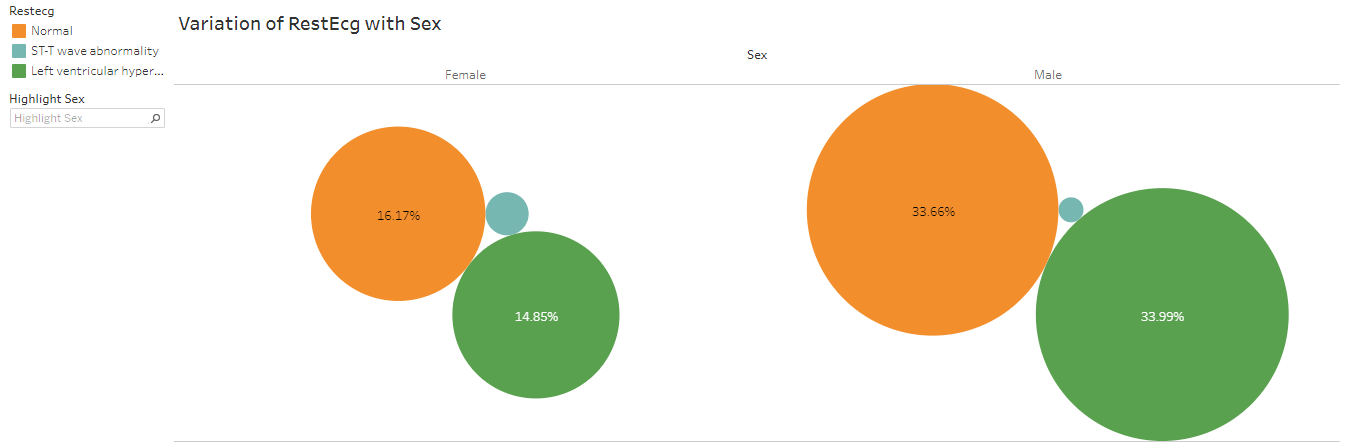 Restecg
Normal
ST-T wave abnormality
Left ventricular hyper...
Highlight Sex
Highlight Sex
Variation of RestEcg with Sex
Sex
Female
Male
16.17%
14.85%
33.66%
33.99%